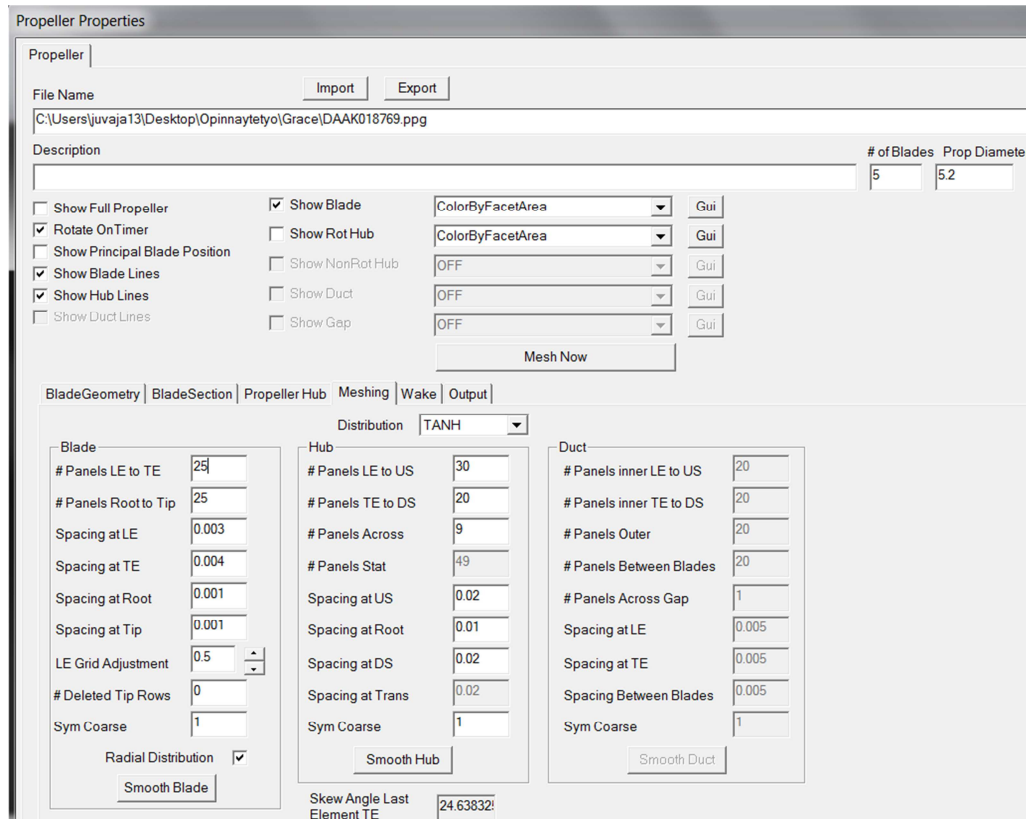 Propeller Properties
Propeller
Import Export
File Name
C:\Users\juvaja13\Desktop\Opinnaytetyo\Grace\DAAK018769.ppg
Description # of Blades Prop Diamete
5 5.2
Show Full Propeller Show Blade ColorByFacetArea Gui
Rotate OnTimer Show Rot Hub ColorByFacetArea Gui
Show Principal Blade Position
Show Blade Lines Show NonRot Hub OFF Gui
Show Hub Lines Show Duct OFF Gui
Show Duct Lines Show Gap OFF Gui
Mesh Now
BladeGeometry BladeSection Propeller Hub Meshing Wake Output
Distribution TANH
Blade
# Panels LE to TE 25
# Panels Root to Tip 25
Spacing at LE 0.003
Spacing at TE 0.004
Spacing at Root 0.001
Spacing at Tip 0.001
LE Grid Adjustment 0.5
# Deleted Tip Rows 0
Sym Coarse 1
Radial Distribution
Smooth Blade
Hub
# Panels LE to US 30
# Panels TE to DS 20
# Panels Across 9
# Panels Stat 49
Spacing at US 0.02
Spacing at Root 0.01
Spacing at DS 0.02
Spacing at Trans 0.02
Sym Coarse 1
Smooth Hub
Skew Angle Last
Element TE 24.638325
Duct
# Panels inner LE to US 20
# Panels inner TE to DS 20
# Panels Outer 20
# Panels Between Blades 20
# Panels Across Gap 1
Spacing at LE 0.005
Spacing at TE 0.005
Spacing Between Blades 0.005
Sym Coarse 1
Smooth Duct